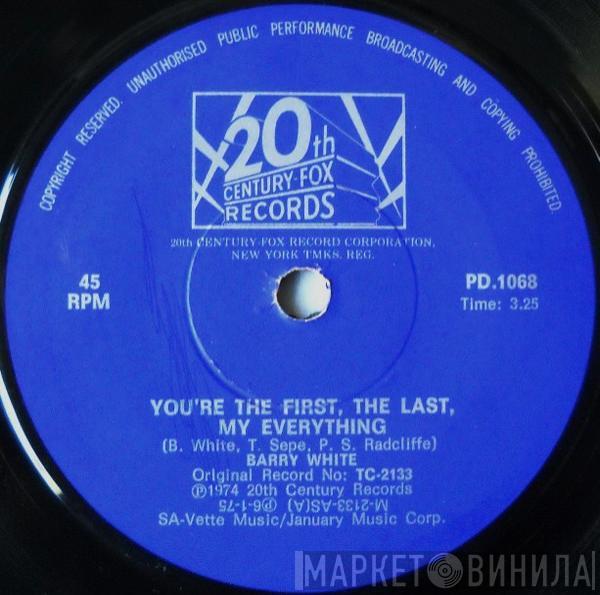 COPYRIGHT RESERVED. UNAUTHORISED PUBLIC PERFORMANCE BROADCASTING AND COPYING PROHIBITED.
20th
CENTURY-FOX
RECORDS
20th CENTURY-FOX RECORD CORPORATION,
NEW YORK TMKS. REG.
45
RPM
PD.1068
Time: 3.25
YOU'RE THE FIRST, THE LAST,
MY EVERYTHING
(B. White, T. Sepe, P. S. Radcliffe)
BARRY WHITE
Original Record No: TC-2133
℗1974 20th Century Records
M-2133-AS(A) ℗6-1-75
SA-Vette Music/January Music Corp.
МАРКЕТ ВИНИЛА